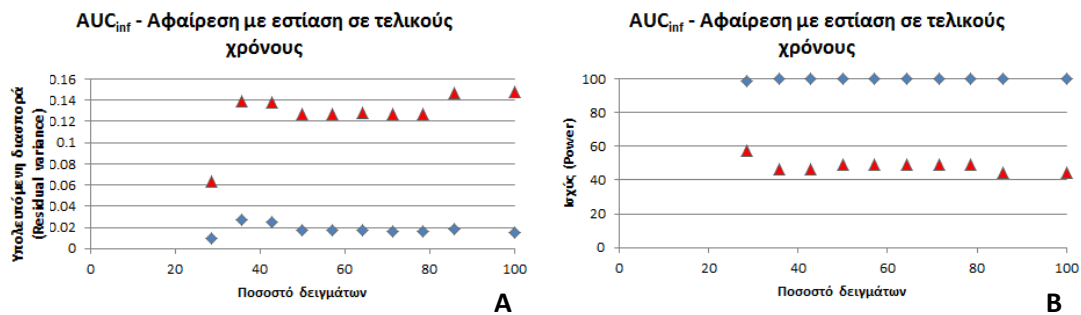 AUCinf - Αφαίρεση με εστίαση σε τελικούς
χρόνους
Υπολειπόμενη διασπορά
(Residual variance)
0.16
0.14
0.12
0.1
0.08
0.06
0.04
0.02
0
0 20 40 60 80 100
Ποσοστό δειγμάτων
A
AUCinf - Αφαίρεση με εστίαση σε τελικούς
χρόνους
Ισχύς (Power)
100
80
60
40
20
0
0 20 40 60 80 100
Ποσοστό δειγμάτων
B